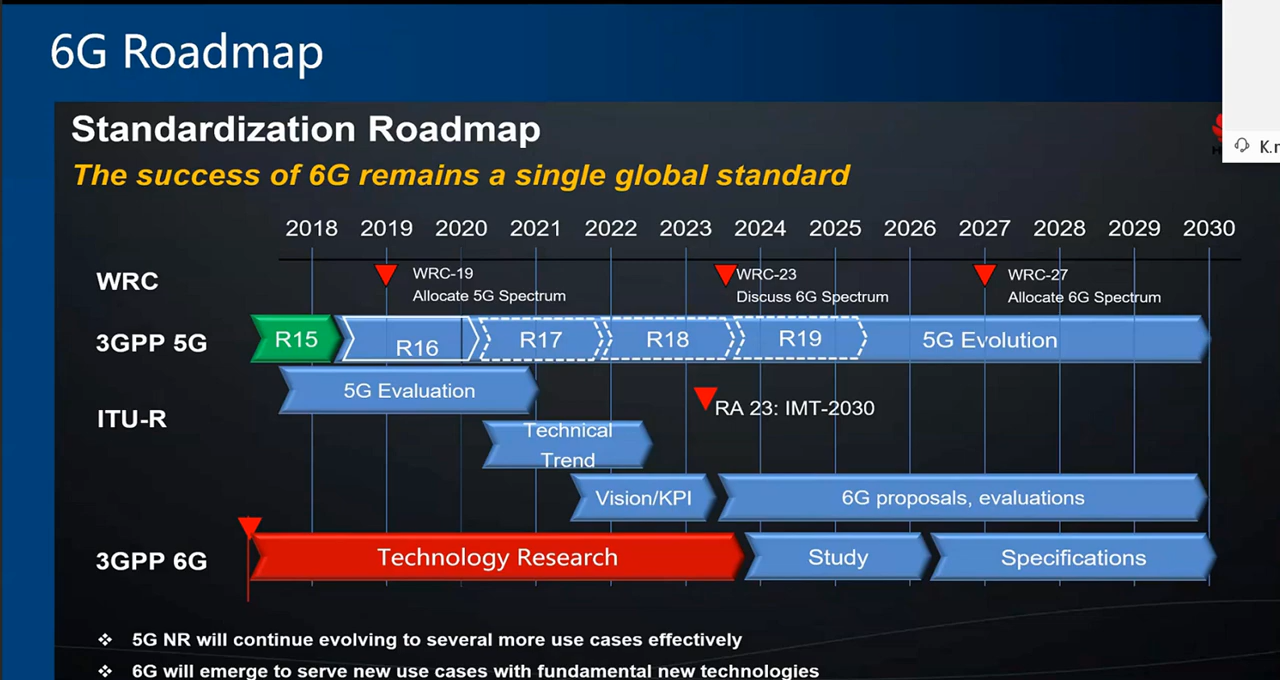 6G Roadmap
Standardization Roadmap
The success of 6G remains a single global standard
2018 2019 2020 2021 2022 2023 2024 2025 2026 2027 2028 2029 2030
WRC
WRC-19
Allocate 5G Spectrum
WRC-23
Discuss 6G Spectrum
WRC-27
Allocate 6G Spectrum
3GPP 5G
R15
R16
R17
R18
R19
5G Evolution
ITU-R
5G Evaluation
RA 23: IMT-2030
Technical
Trend
Vision/KPI
6G proposals, evaluations
3GPP 6G
Technology Research
Study
Specifications
❖ 5G NR will continue evolving to several more use cases effectively
❖ 6G will emerge to serve new use cases with fundamental new technologies